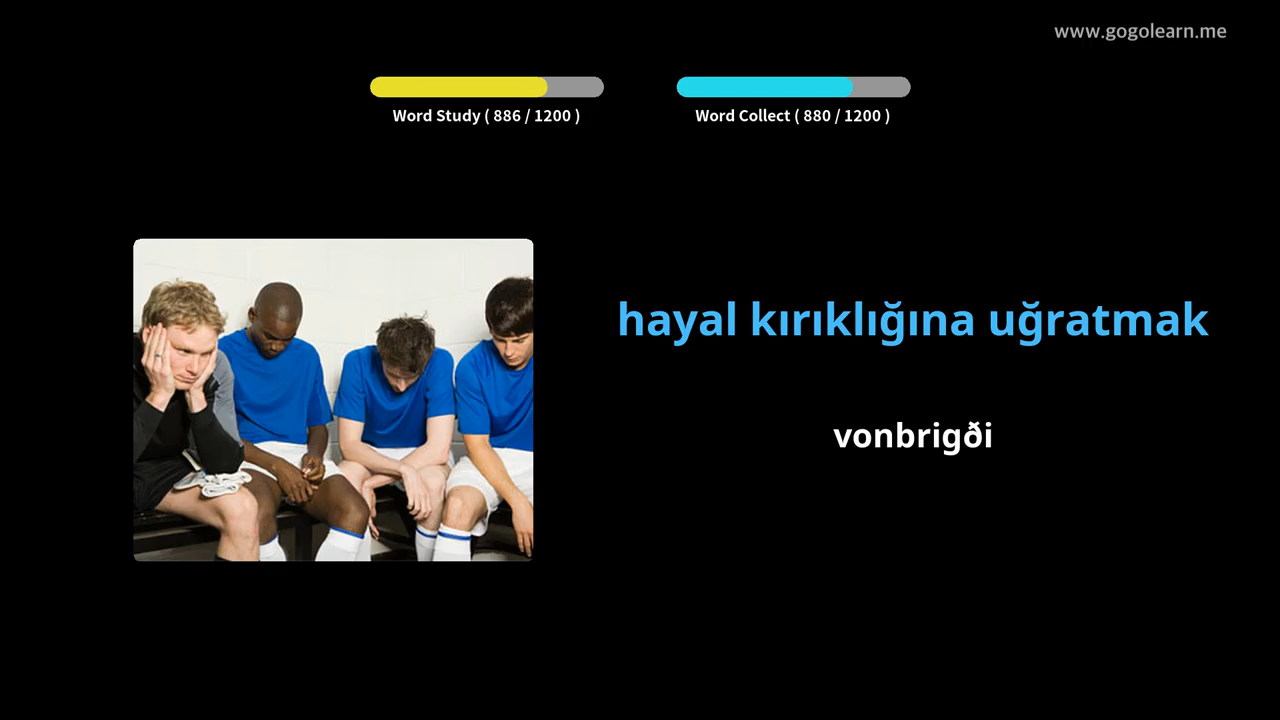 www.gogolearn.me
Word Study ( 886 / 1200 )
Word Collect ( 880 / 1200 )
hayal kırıklığına uğratmak
vonbrigði